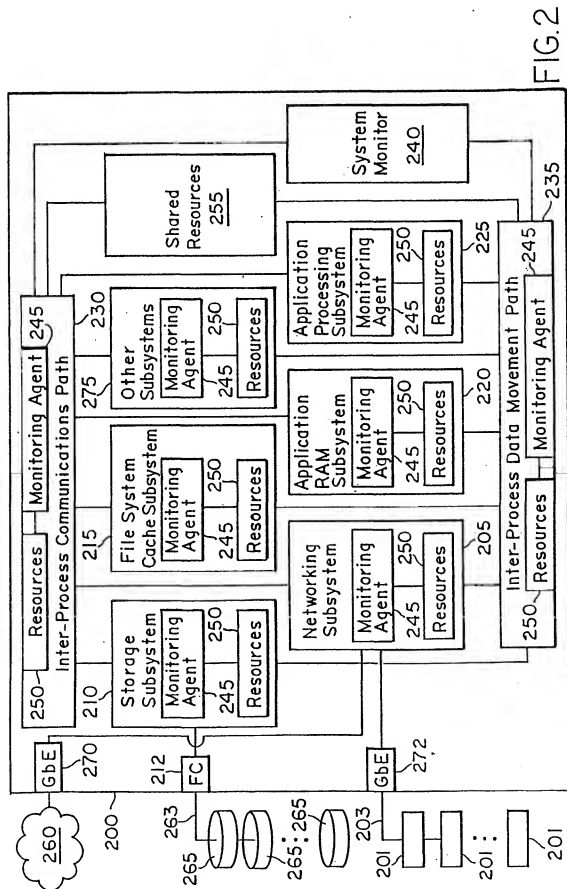 FIG. 2
250
Resources
Monitoring Agent
245
Inter-Process Communications Path
230
Shared Resources
255
System Monitor
240
210
Storage Subsystem
Monitoring Agent
245
250
Resources
215
File System
Cache Subsystem
Monitoring Agent
245
250
Resources
275
Other Subsystems
Monitoring Agent
245
250
Resources
Networking Subsystem
Monitoring Agent
245
250
Resources
205
Application
RAM Subsystem
Monitoring Agent
245
250
Resources
220
Application
Processing Subsystem
Monitoring Agent
245
250
Resources
225
Inter-Process Data Movement Path
235
250
Resources
Monitoring Agent
245
GbE
270
212
FC
GbE
272
260
200
263
265
265
265
203
201
201
201